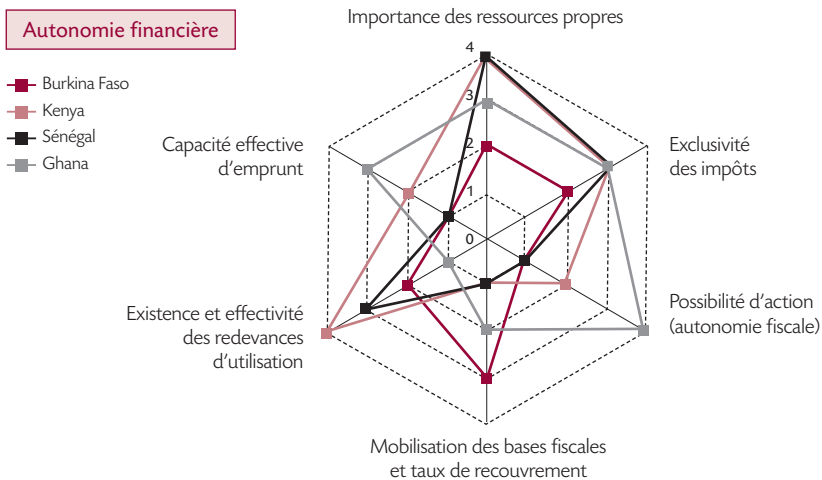 Autonomie financière
Burkina Faso
Kenya
Sénégal
Ghana
Importance des ressources propres
4
3
2
1
0
Exclusivité
des impôts
Possibilité d'action
(autonomie fiscale)
Mobilisation des bases fiscales
et taux de recouvrement
Existence et effectivité
des redevances
d'utilisation
Capacité effective
d'emprunt